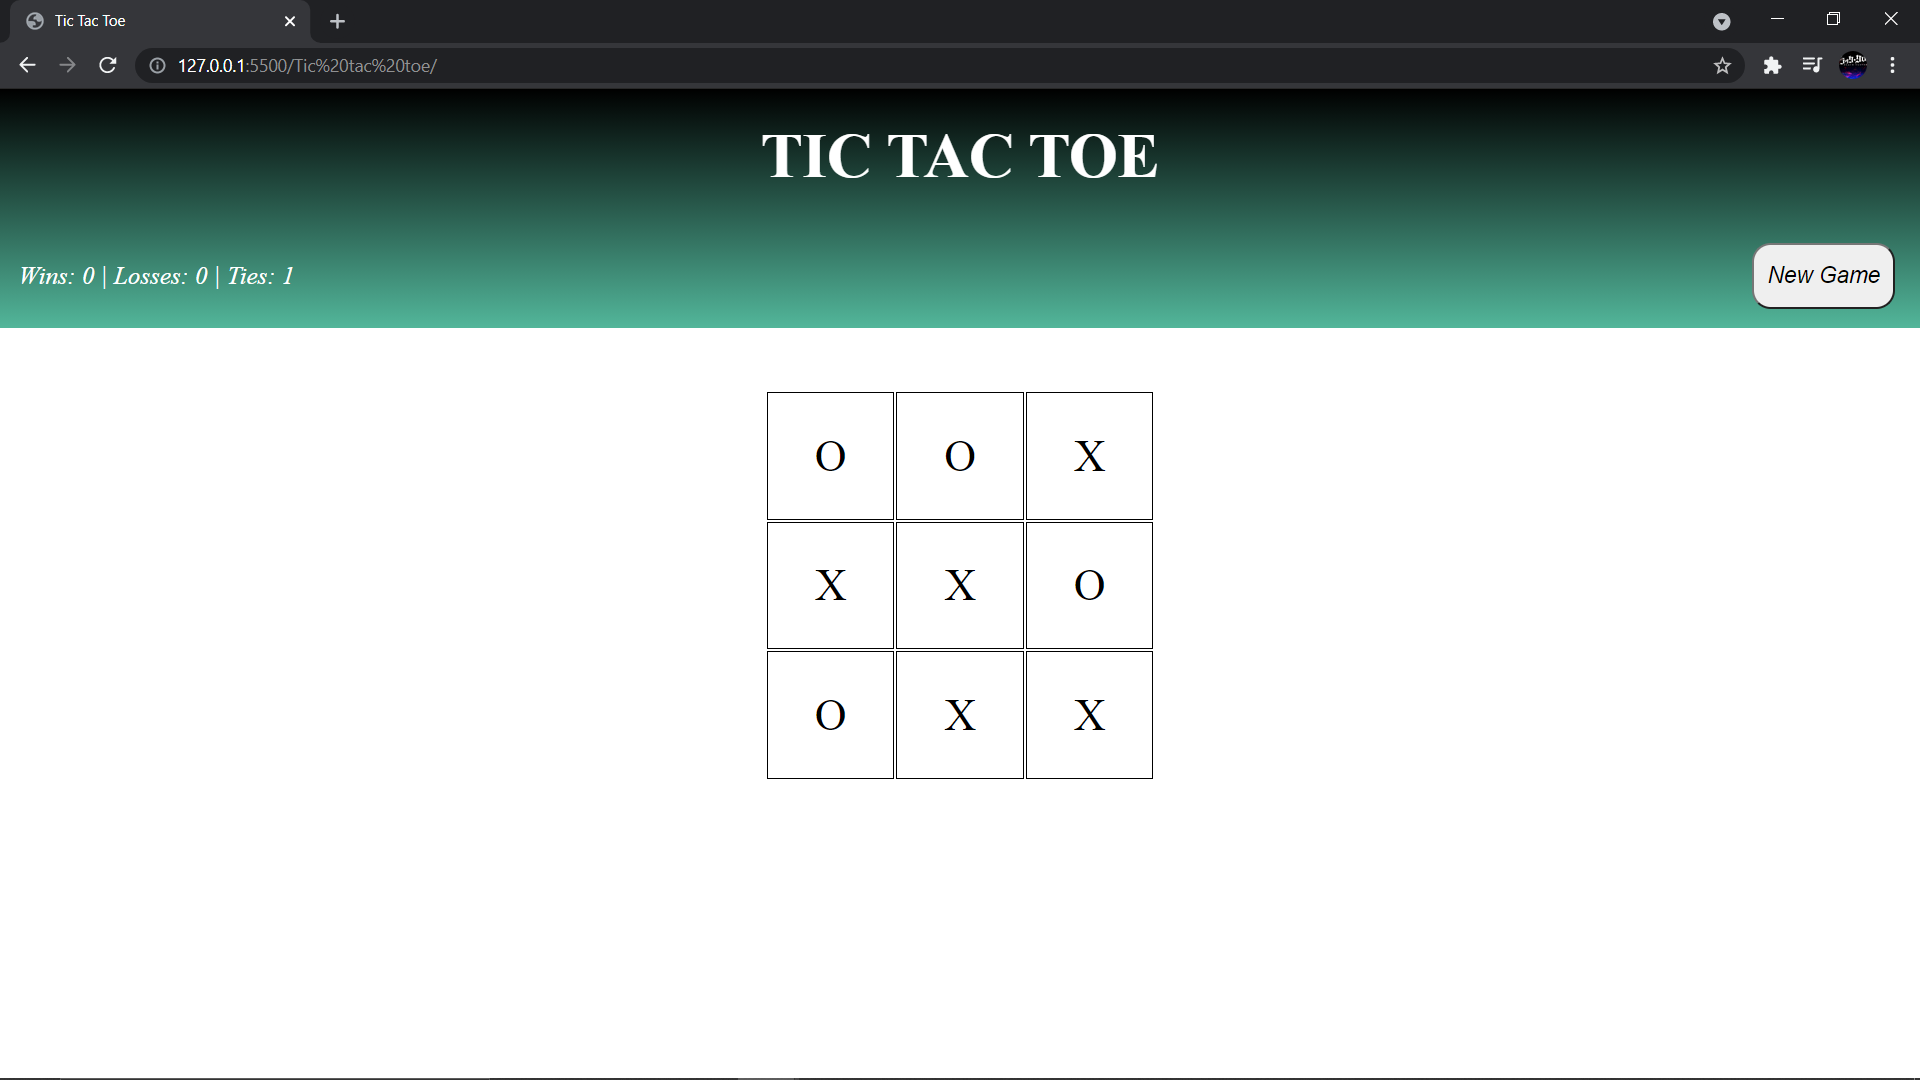 Tic Tac Toe
127.0.0.1:5500/Tic%20tac%20toe/
TIC TAC TOE
Wins: 0 | Losses: 0 | Ties: 1
New Game
O O X
X X O
O X X